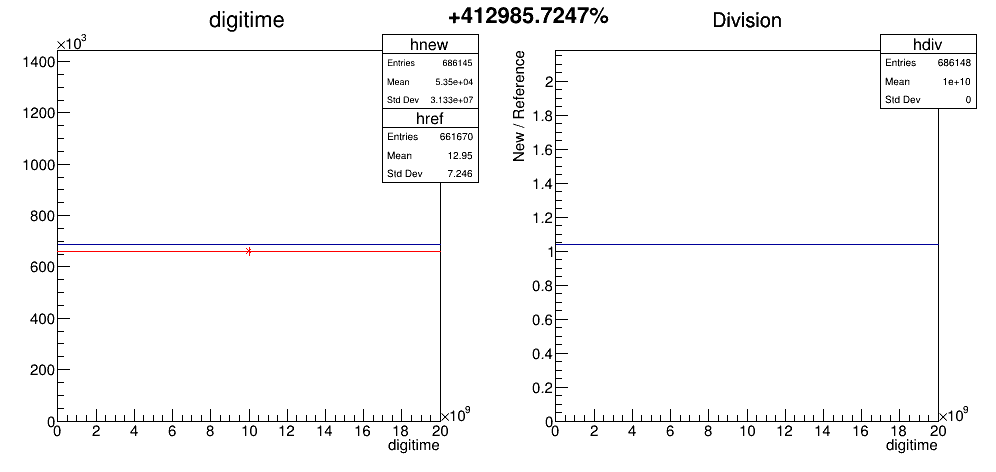 +412985.7247%
digitime
×10³
hnew
Entries 686145
Mean 5.35e+04
Std Dev 3.133e+07
href
Entries 661670
Mean 12.95
Std Dev 7.246
1400
1200
1000
800
600
400
200
0
0 2 4 6 8 10 12 14 16 18 20
×10⁹
digitime
Division
hdiv
Entries 686148
Mean 1e+10
Std Dev 0
New / Reference
2
1.8
1.6
1.4
1.2
1
0.8
0.6
0.4
0.2
0
0 2 4 6 8 10 12 14 16 18 20
×10⁹
digitime